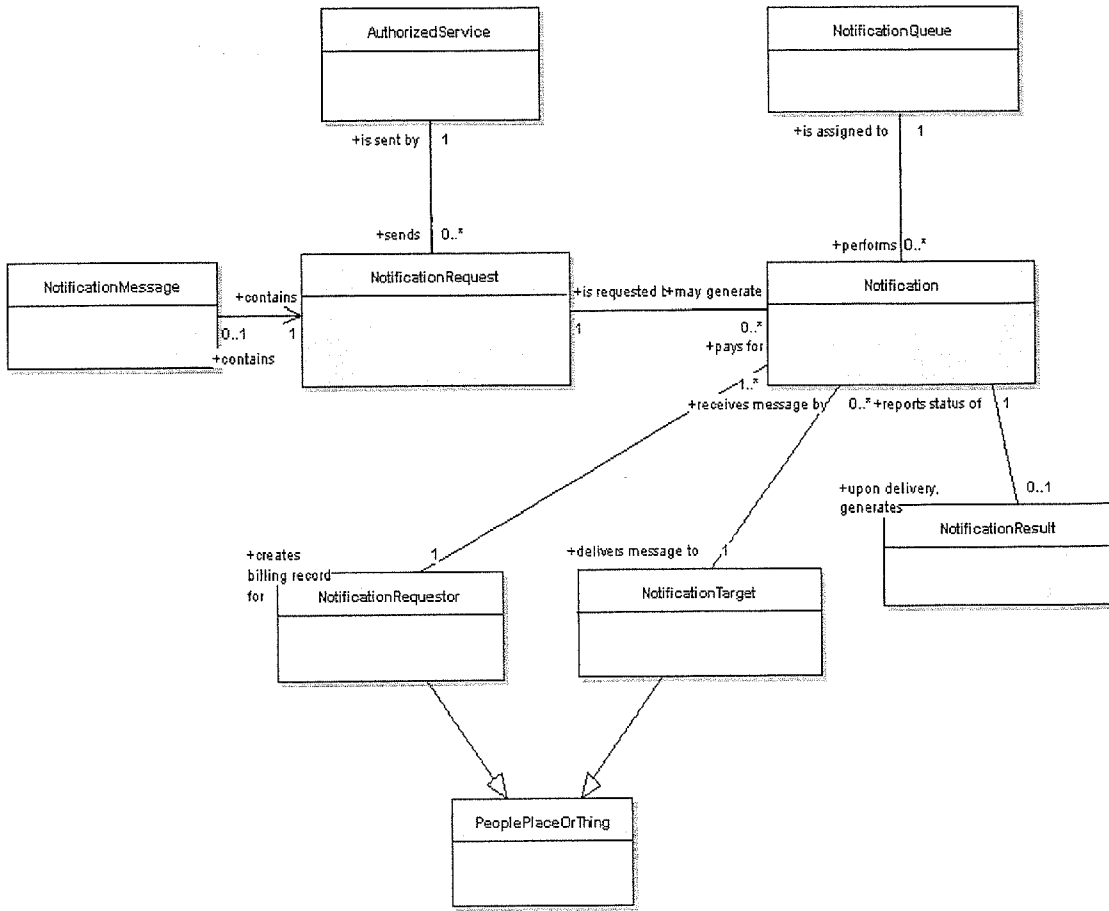 AuthorizedService
NotificationQueue
+is sent by 1
+is assigned to 1
+sends 0..*
+performs 0..*
NotificationMessage
NotificationRequest
Notification
+contains
+is requested b
+may generate
0..1
1
1
0..*
+contains
+pays for
1..*
+receives message by
0..*
+reports status of
1
+upon delivery,
generates
0..1
NotificationResult
+creates
billing record
for
1
+delivers message to
1
NotificationRequestor
NotificationTarget
PeoplePlaceOrThing